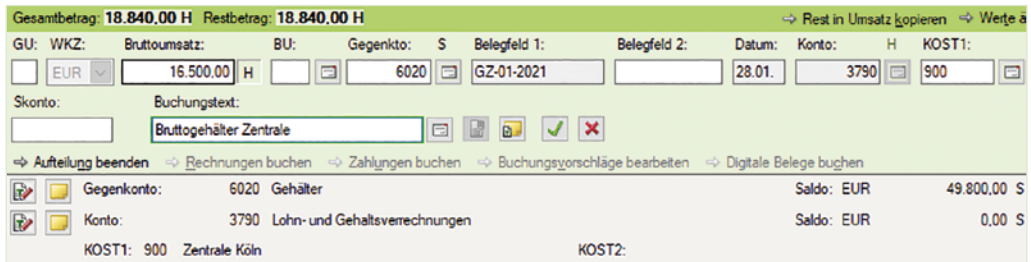 Gesamtbetrag: 18.840,00 H Restbetrag: 18.840,00 H ⇨ Rest in Umsatz kopieren ⇨ Werte ä
GU: WKZ: Bruttoumsatz: BU: Gegenkto: S Belegfeld 1: Belegfeld 2: Datum: Konto: H KOST1:
EUR 16.500,00 H 6020 GZ-01-2021 28.01. 3790 900
Skonto: Buchungstext:
Bruttogehälter Zentrale
⇨ Aufteilung beenden ⇨ Rechnungen buchen ⇨ Zahlungen buchen ⇨ Buchungsvorschläge bearbeiten ⇨ Digitale Belege buchen
Gegenkonto: 6020 Gehälter Saldo: EUR 49.800,00 S
Konto: 3790 Lohn- und Gehaltsverrechnungen Saldo: EUR 0,00 S
KOST1: 900 Zentrale Köln KOST2: